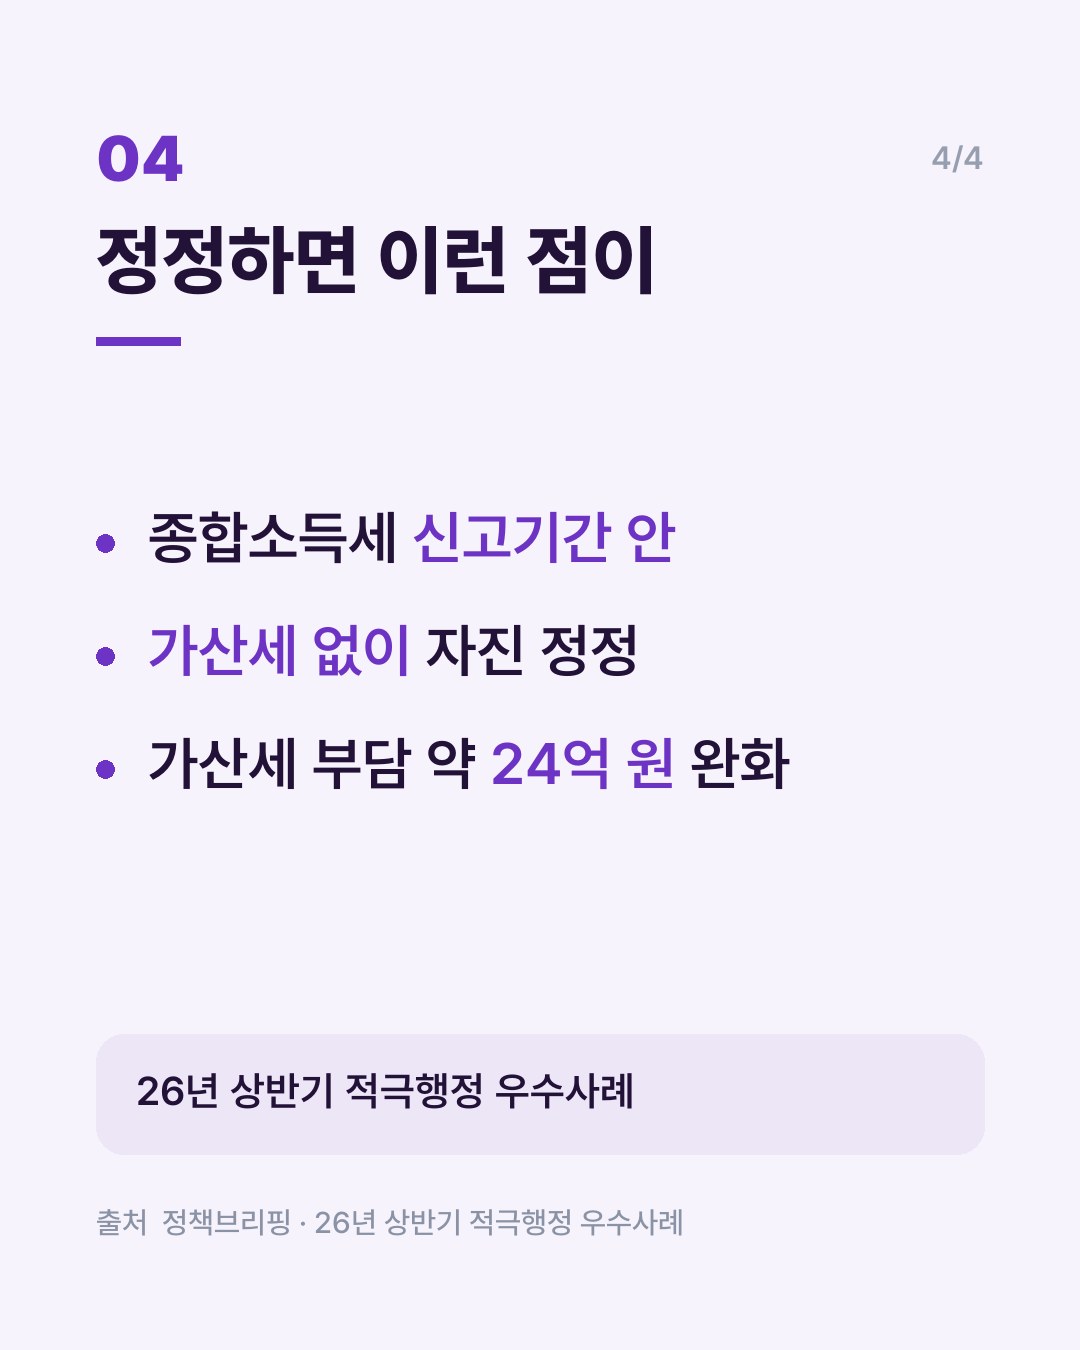 04
4/4
정정하면 이런 점이
• 종합소득세 신고기간 안
• 가산세 없이 자진 정정
• 가산세 부담 약 24억 원 완화
26년 상반기 적극행정 우수사례
출처 정책브리핑 · 26년 상반기 적극행정 우수사례